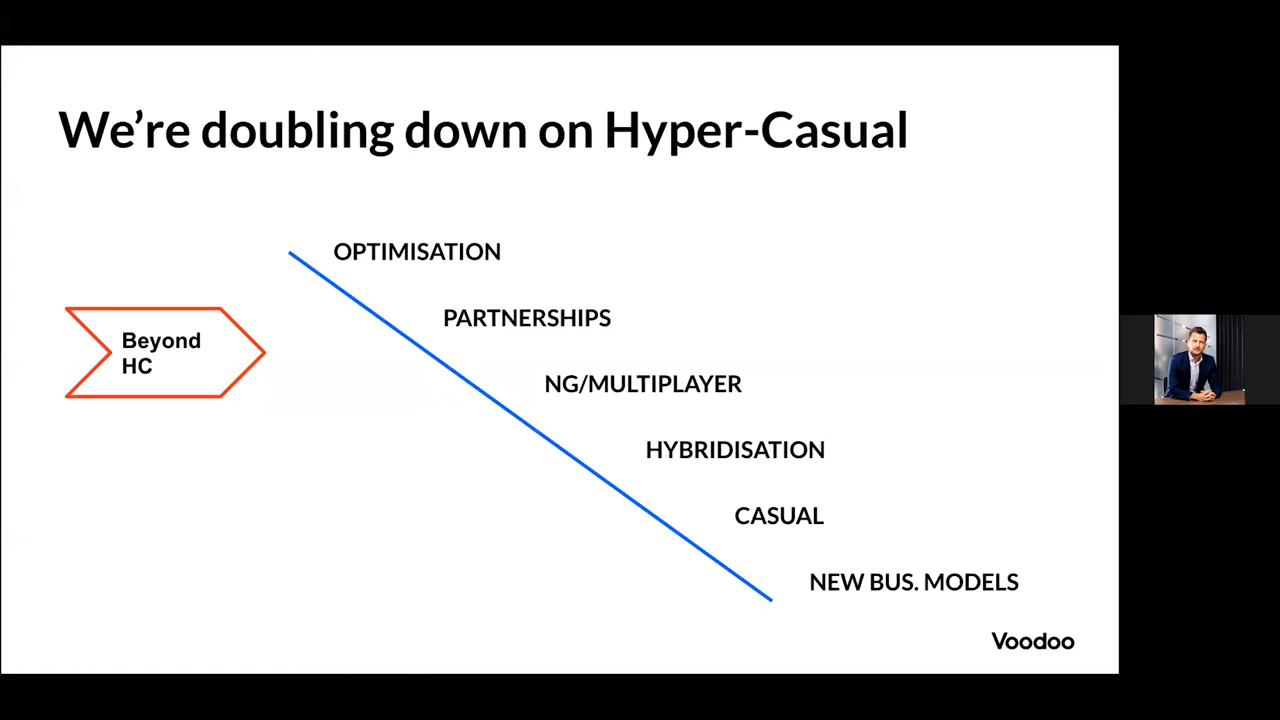 We're doubling down on Hyper-Casual
OPTIMISATION
PARTNERSHIPS
Beyond
HC
NG/MULTIPLAYER
HYBRIDISATION
CASUAL
NEW BUS. MODELS
Voodoo